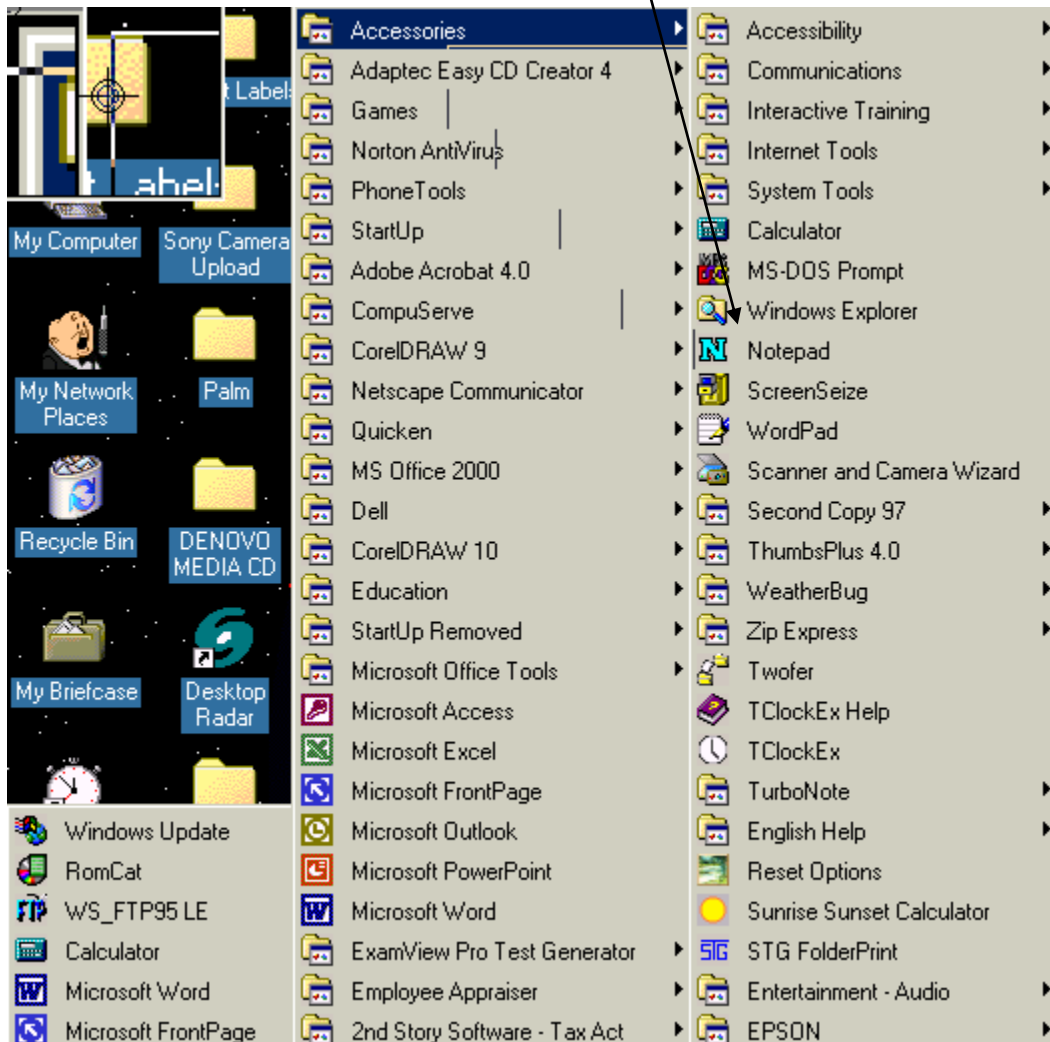 t Labels
t Label
My Computer
Sony Camera
Upload
My Network
Places
Palm
Recycle Bin
DENOVO
MEDIA CD
My Briefcase
Desktop
Radar
Windows Update
RomCat
WS_FTP95 LE
Calculator
Microsoft Word
Microsoft FrontPage
Accessories
Adaptec Easy CD Creator 4
Games
Norton AntiVirus
PhoneTools
StartUp
Adobe Acrobat 4.0
CompuServe
CorelDRAW 9
Netscape Communicator
Quicken
MS Office 2000
Dell
CorelDRAW 10
Education
StartUp Removed
Microsoft Office Tools
Microsoft Access
Microsoft Excel
Microsoft FrontPage
Microsoft Outlook
Microsoft PowerPoint
Microsoft Word
ExamView Pro Test Generator
Employee Appraiser
2nd Story Software - Tax Act
Accessibility
Communications
Interactive Training
Internet Tools
System Tools
Calculator
MS-DOS Prompt
Windows Explorer
Notepad
ScreenSeize
WordPad
Scanner and Camera Wizard
Second Copy 97
ThumbsPlus 4.0
WeatherBug
Zip Express
Twofer
TClockEx Help
TClockEx
TurboNote
English Help
Reset Options
Sunrise Sunset Calculator
STG FolderPrint
Entertainment - Audio
EPSON